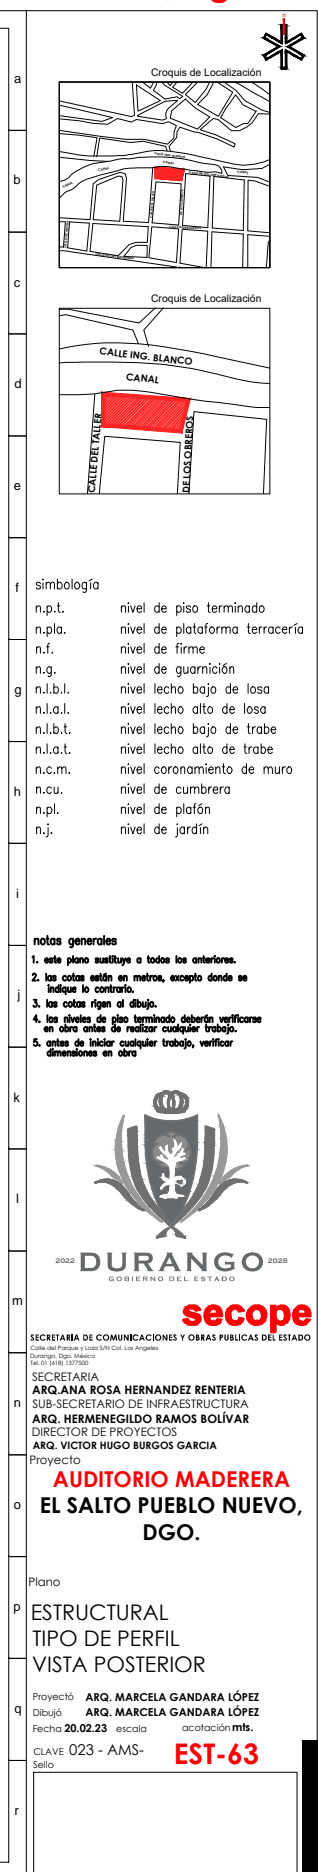 a
Croquis de Localización
b
CANAL
CANAL
CANAL
c
Croquis de Localización
CALLE ING. BLANCO
CANAL
d
CALLE DEL TALLER
DE LOS OBREROS
e
f
simbología
n.p.t. nivel de piso terminado
n.pla. nivel de plataforma terracería
n.f. nivel de firme
n.g. nivel de guarnición
g
n.l.b.l. nivel lecho bajo de losa
n.l.a.l. nivel lecho alto de losa
n.l.b.t. nivel lecho bajo de trabe
n.l.a.t. nivel lecho alto de trabe
n.c.m. nivel coronamiento de muro
h
n.cu. nivel de cumbrera
n.pl. nivel de plafón
n.j. nivel de jardín
i
notas generales
1. este plano sustituye a todos los anteriores.
2. las cotas están en metros, excepto donde se
indique lo contrario.
j
3. las cotas rigen al dibujo.
4. los niveles de piso terminado deberán verificarse
en obra antes de realizar cualquier trabajo.
5. antes de iniciar cualquier trabajo, verificar
dimensiones en obra
k
l
2022 DURANGO 2028
GOBIERNO DEL ESTADO
m
secope
SECRETARIA DE COMUNICACIONES Y OBRAS PUBLICAS DEL ESTADO
Calle del Parque y Loza S/N Col. Los Angeles
Durango, Dgo. México
Tel. 01 (618) 1377500
SECRETARIA
ARQ.ANA ROSA HERNANDEZ RENTERIA
n
SUB-SECRETARIO DE INFRAESTRUCTURA
ARQ. HERMENEGILDO RAMOS BOLÍVAR
DIRECTOR DE PROYECTOS
ARQ. VICTOR HUGO BURGOS GARCIA
Proyecto
AUDITORIO MADERERA
o
EL SALTO PUEBLO NUEVO,
DGO.
Plano
p
ESTRUCTURAL
TIPO DE PERFIL
VISTA POSTERIOR
Proyectó ARQ. MARCELA GANDARA LÓPEZ
q
Dibujó ARQ. MARCELA GANDARA LÓPEZ
Fecha 20.02.23 escala acotación mts.
CLAVE 023 - AMS- EST-63
Sello
r